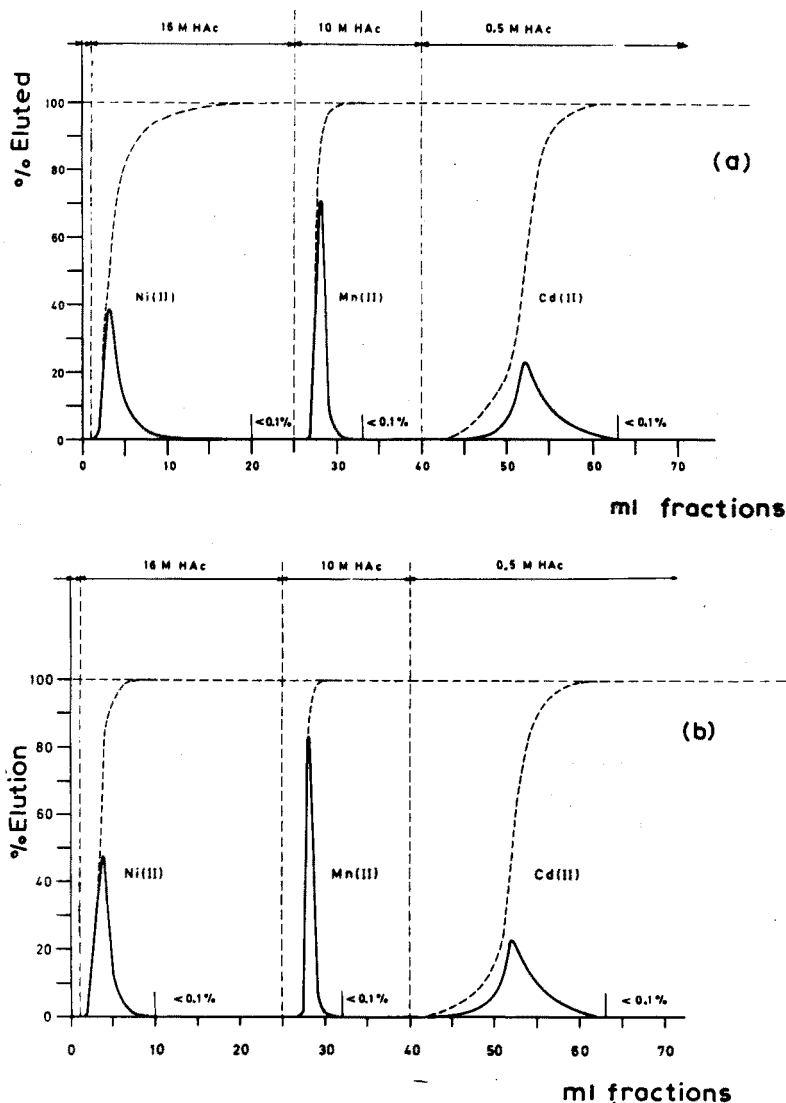 16 M HAc 10 M HAc 0.5 M HAc
% Eluted
100
80
60
40
20
0
(a)
Ni(II) Mn(II) Cd(II)
<0.1% <0.1% <0.1%
0 10 20 30 40 50 60 70
ml fractions
16 M HAc 10 M HAc 0.5 M HAc
% Elution
100
80
60
40
20
0
(b)
Ni(II) Mn(II) Cd(II)
<0.1% <0.1% <0.1%
0 10 20 30 40 50 60 70
ml fractions